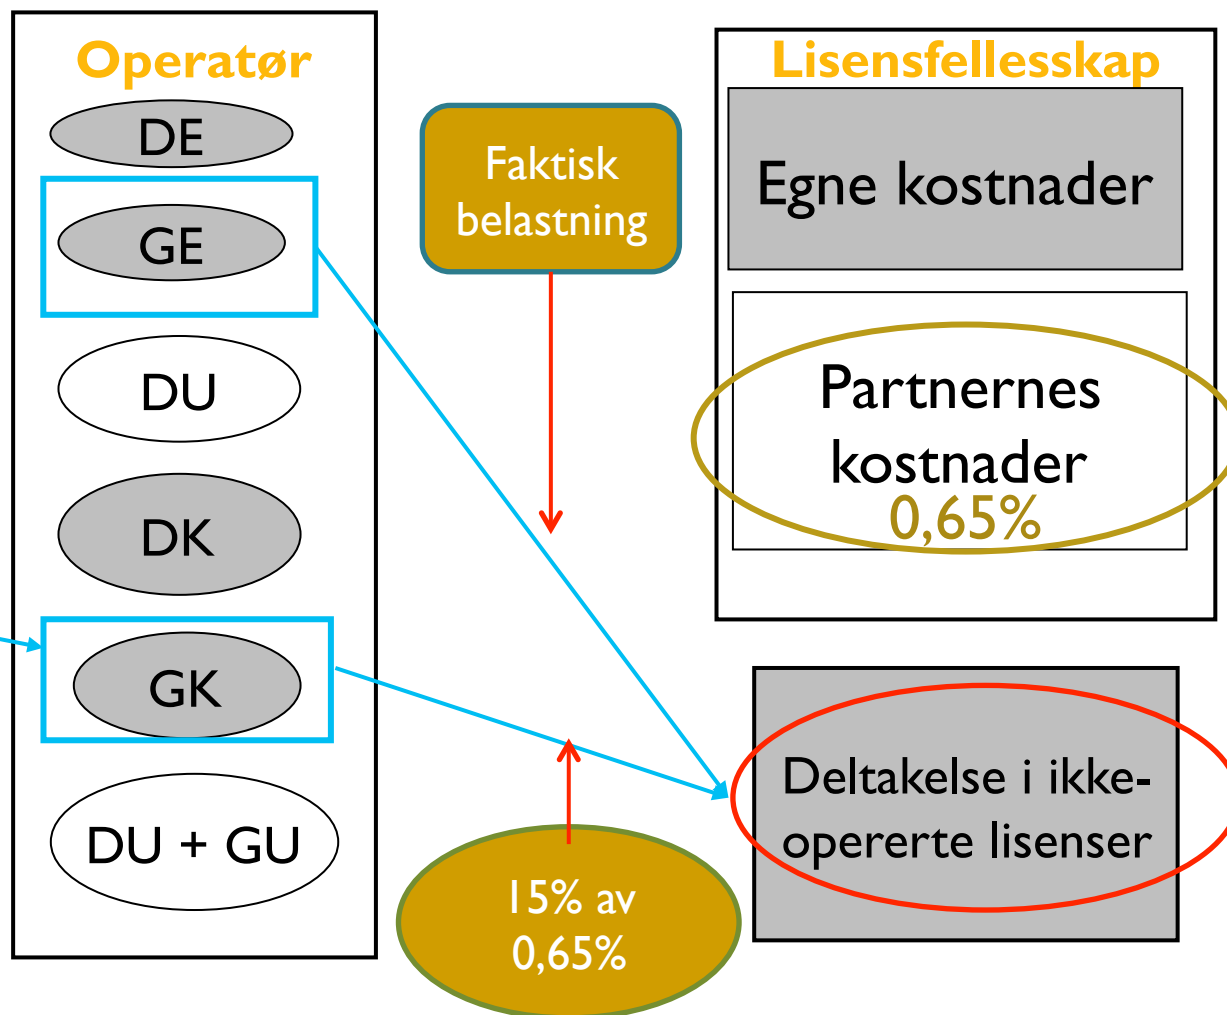 Operatør
DE
GE
DU
DK
GK
DU + GU
Faktisk
belastning
15% av
0,65%
Lisensfellesskap
Egne kostnader
Partnernes
kostnader
0,65%
Deltakelse i ikke-
opererte lisenser